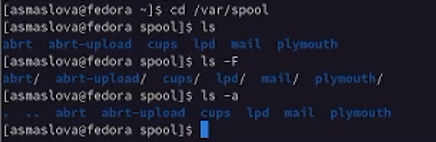 [asmaslova@fedora ~]$ cd /var/spool
[asmaslova@fedora spool]$ ls
abrt abrt-upload cups lpd mail plymouth
[asmaslova@fedora spool]$ ls -F
abrt/ abrt-upload/ cups/ lpd/ mail/ plymouth/
[asmaslova@fedora spool]$ ls -a
. .. abrt abrt-upload cups lpd mail plymouth
[asmaslova@fedora spool]$